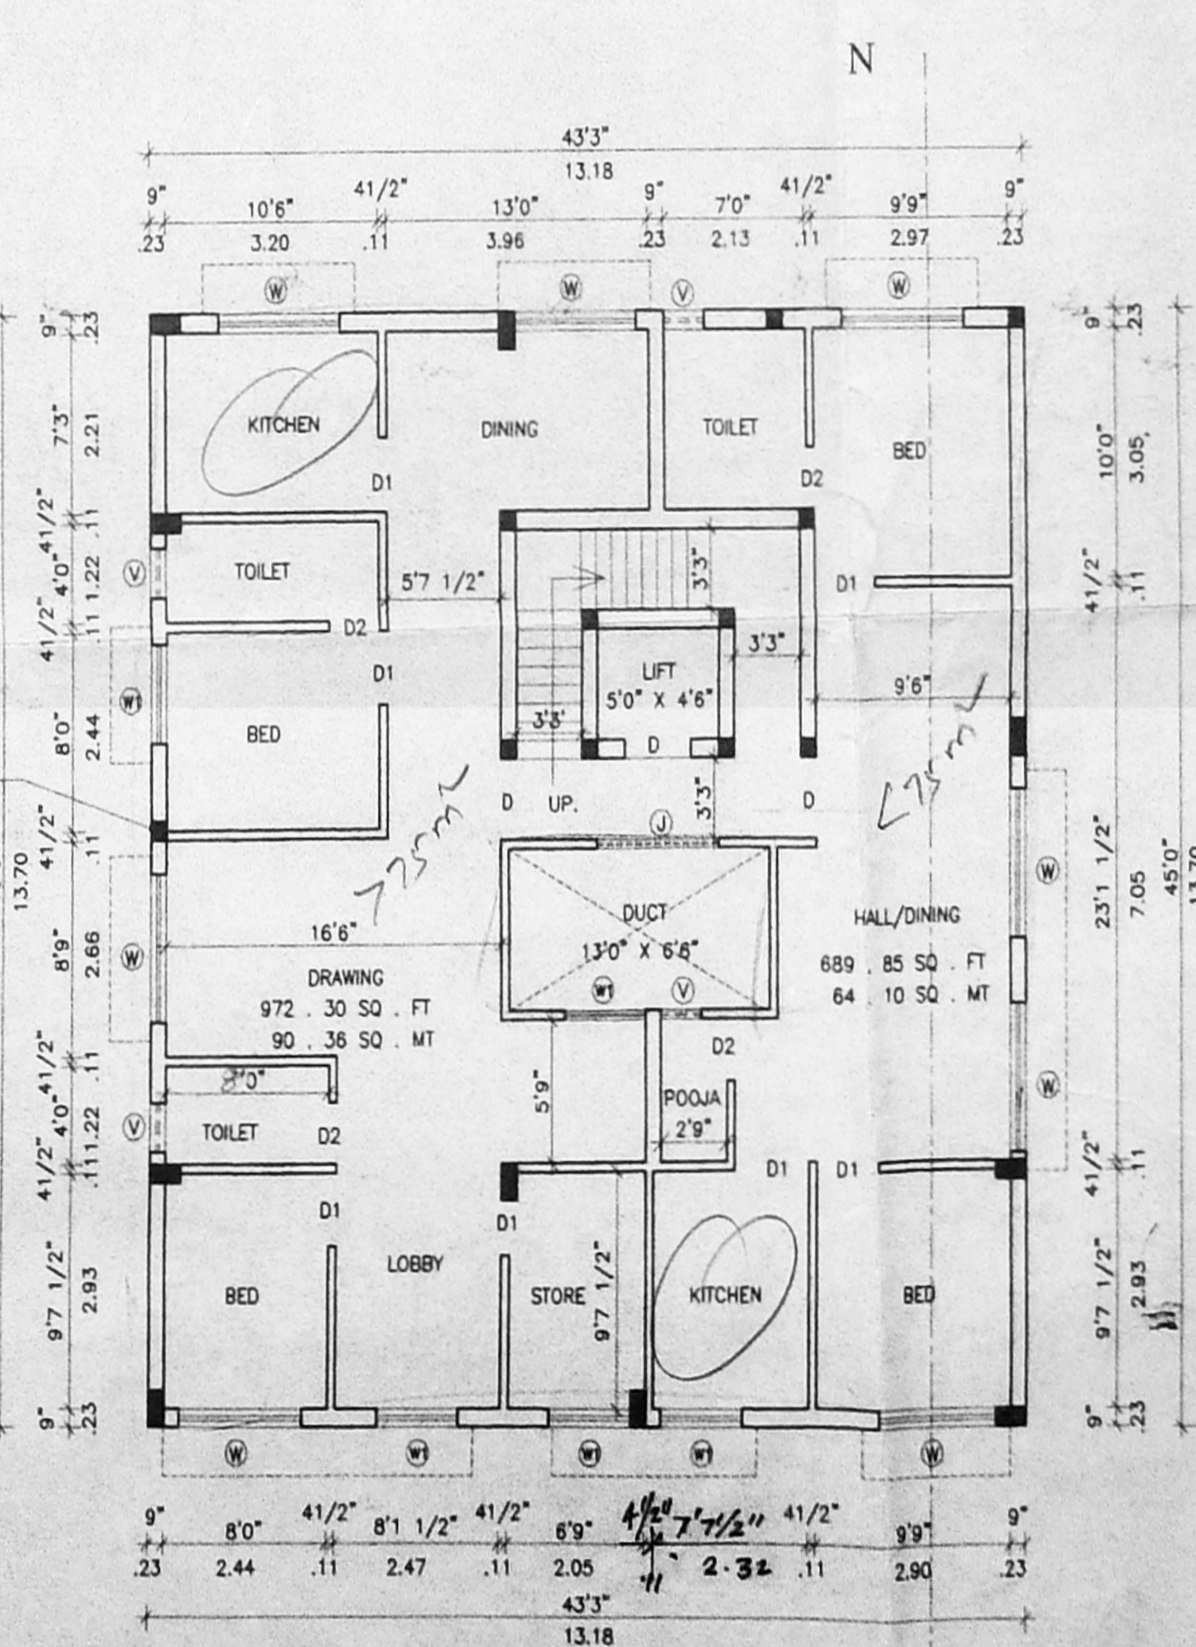 N
43'3"
13.18
9" 10'6" 41/2" 13'0" 9" 7'0" 41/2" 9'9" 9"
.23 3.20 .11 3.96 .23 2.13 .11 2.97 .23
W W V W
9" .23
9" .23
7'3" 2.21
KITCHEN DINING TOILET BED
10'0" 3.05,
D1 D2
41/2" .11
4'0" 1.22
V TOILET
5'7 1/2"
3'3"
D1
41/2" .11
41/2" .11
D2
D1
LIFT
5'0" X 4'6"
3'3"
9'6"
W1
8'0" 2.44
BED
3'3'
D
D UP. 3'3" D
>75m2
<75m2
J
41/2" .11
13.70
23'1 1/2" 7.05
45'0"
13.70
W
DUCT
13'0" X 6'6"
HALL/DINING
689 . 85 SQ . FT
64 . 10 SQ . MT
16'6"
8'9" 2.66
W
DRAWING
972 . 30 SQ . FT
90 . 36 SQ . MT
W1 V
D2
41/2" .11
8'0"
5'9"
POOJA
2'9"
W
4'0" 1.22
V TOILET D2
41/2" .11
D1 D1
41/2" .11
D1 D1
LOBBY
BED STORE KITCHEN BED
9'7 1/2"
9'7 1/2" 2.93
9'7 1/2" 2.93
9" .23
9" .23
W W1 W1 W1 W
9" 8'0" 41/2" 8'1 1/2" 41/2" 6'9" 4 1/2" 7'7 1/2" 41/2" 9'9" 9"
.23 2.44 .11 2.47 .11 2.05 .11 2.32 .11 2.90 .23
43'3"
13.18